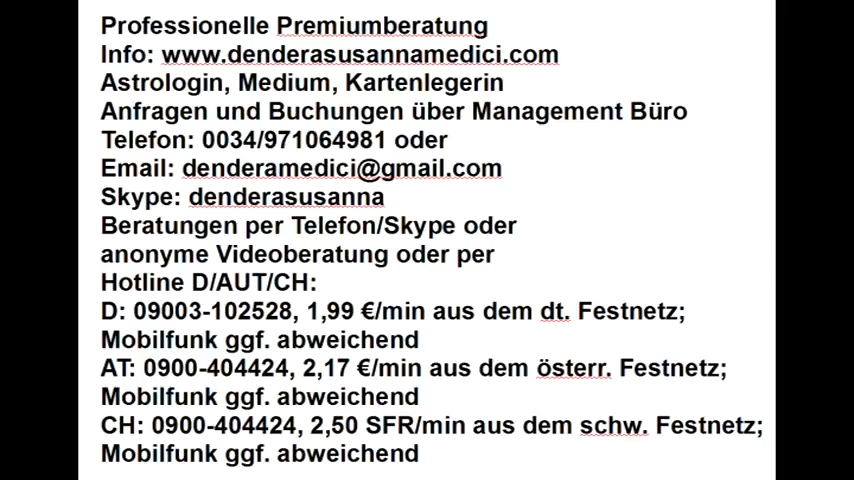 Professionelle Premiumberatung
Info: www.denderasusannamedici.com
Astrologin, Medium, Kartenlegerin
Anfragen und Buchungen über Management Büro
Telefon: 0034/971064981 oder
Email: denderamedici@gmail.com
Skype: denderasusanna
Beratungen per Telefon/Skype oder
anonyme Videoberatung oder per
Hotline D/AUT/CH:
D: 09003-102528, 1,99 €/min aus dem dt. Festnetz;
Mobilfunk ggf. abweichend
AT: 0900-404424, 2,17 €/min aus dem österr. Festnetz;
Mobilfunk ggf. abweichend
CH: 0900-404424, 2,50 SFR/min aus dem schw. Festnetz;
Mobilfunk ggf. abweichend